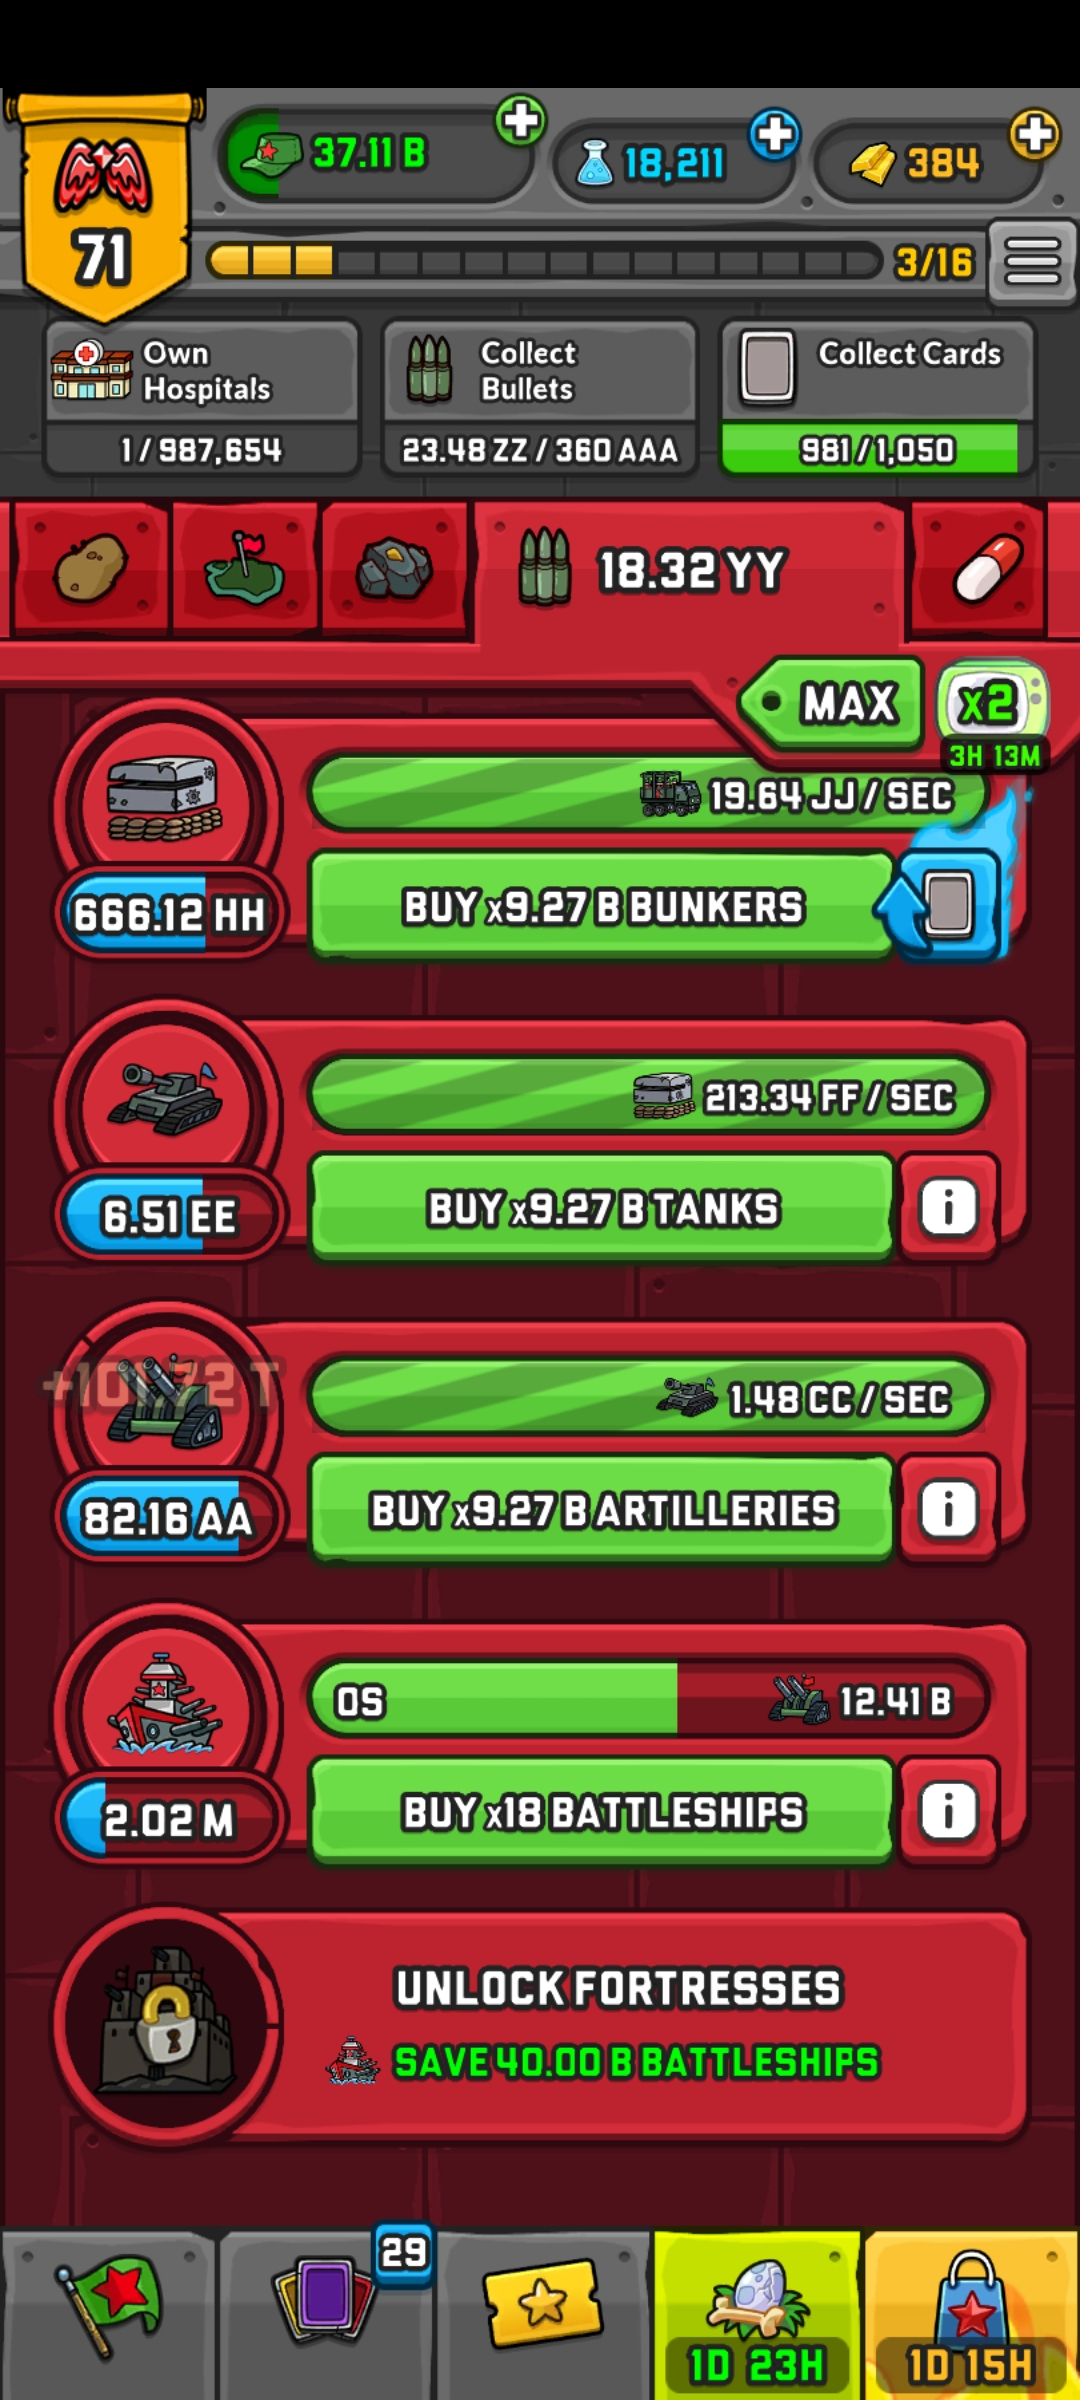 37.11 B
18,211
384
71
3/16
Own
Hospitals
1 / 987,654
Collect
Bullets
23.48 ZZ / 360 AAA
Collect Cards
981 / 1,050
18.32 YY
MAX
x2
3H 13M
19.64 JJ / SEC
666.12 HH
BUY x9.27 B BUNKERS
213.34 FF / SEC
6.51 EE
BUY x9.27 B TANKS
i
1.48 CC / SEC
82.16 AA
BUY x9.27 B ARTILLERIES
i
0S
12.41 B
2.02 M
BUY x18 BATTLESHIPS
i
UNLOCK FORTRESSES
SAVE 40.00 B BATTLESHIPS
29
1D 23H
1D 15H